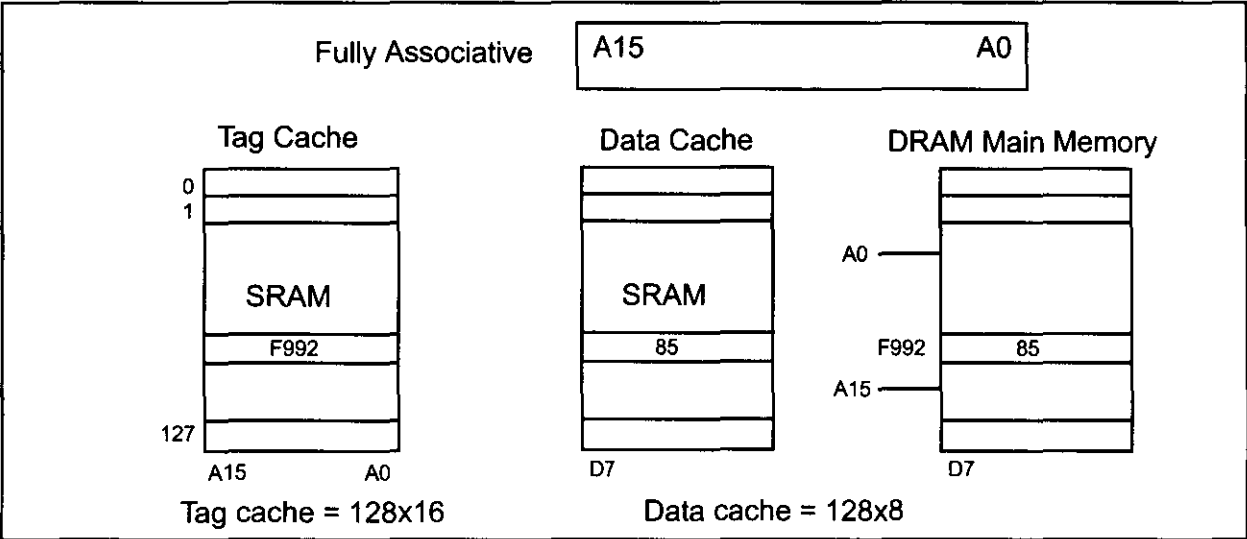 Fully Associative A15 A0
Tag Cache Data Cache DRAM Main Memory
0
1
A0
SRAM SRAM
F992 85 F992 85
A15
127
A15 A0 D7 D7
Tag cache = 128x16 Data cache = 128x8